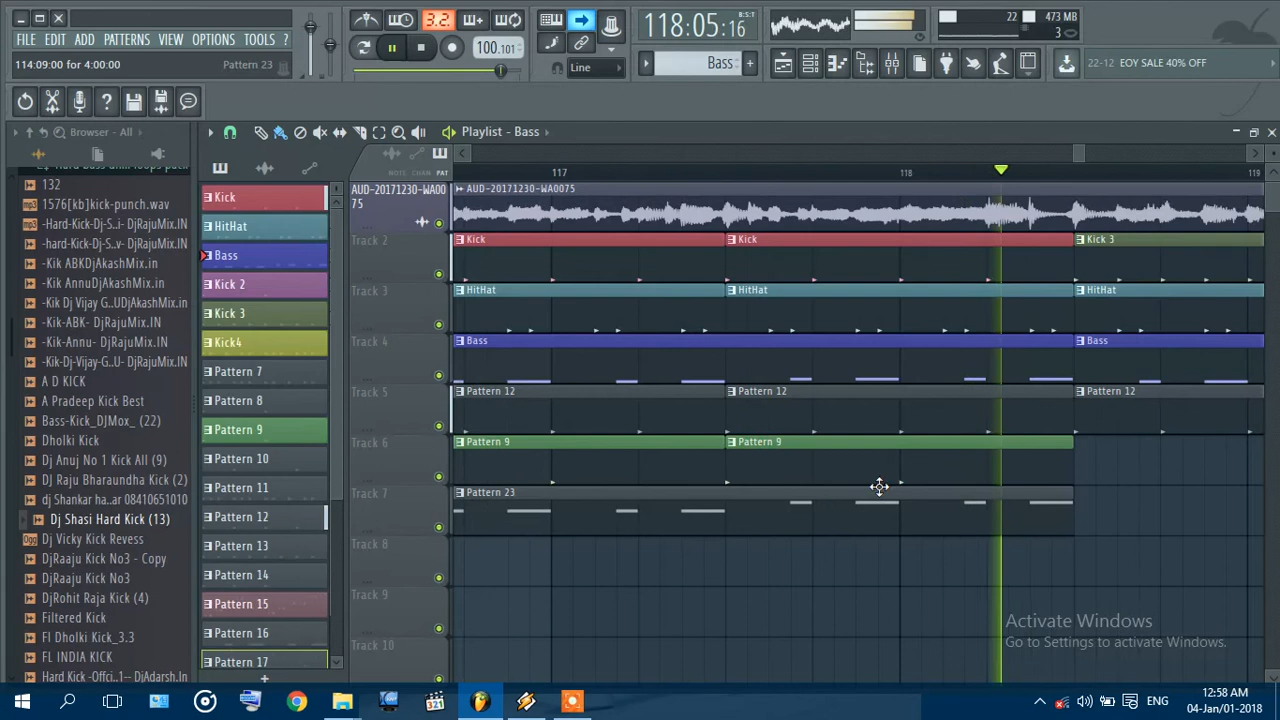 FILE EDIT ADD PATTERNS VIEW OPTIONS TOOLS ?
114:09:00 for 4:00:00 Pattern 23
3.2
100.101
Line
118:05:16
B:S:T
Bass
22
473 MB
3
22-12 EOY SALE 40% OFF
Browser - All
132
1576[kb]kick-punch.wav
-Hard-Kick-Dj-S..i- DjRajuMix.IN
-hard-Kick-Dj-S..v- DjRajuMix.IN
-Kik ABKDjAkashMix.in
-Kik AnnuDjAkashMix.in
-Kik Dj Vijay G..UDjAkashMix.in
-Kik-ABK- DjRajuMix.IN
-Kik-Annu- DjRajuMix.IN
-Kik-Dj-Vijay-G..U- DjRajuMix.In
A D KICK
A Pradeep Kick Best
Bass-Kick_DJMox_ (22)
Dholki Kick
Dj Anuj No 1 Kick All (9)
DJ Raju Bharaundha Kick (4)
dj Shankar ha..ar 08410651010
Dj Shasi Hard Kick (13)
Dj Vicky Kick Revess
DjRaaju Kick No3 - Copy
DjRaaju Kick No3
DjRohit Raja Kick (4)
Filtered Kick
Fl Dholki Kick_3.3
FL INDIA KICK
Hard Kick-Offci..1-- DjAdarsh.In
Kick
HitHat
Bass
Kick 2
Kick 3
Kick4
Pattern 7
Pattern 8
Pattern 9
Pattern 10
Pattern 11
Pattern 12
Pattern 13
Pattern 14
Pattern 15
Pattern 16
Pattern 17
Playlist - Bass
NOTE CHAN PAT
117 118 119
AUD-20171230-WA0075
AUD-20171230-WA0075
Track 2 Kick Kick Kick 3
Track 3 HitHat HitHat HitHat
Track 4 Bass Bass
Track 5 Pattern 12 Pattern 12 Pattern 12
Track 6 Pattern 9 Pattern 9
Track 7 Pattern 23
Track 8
Track 9
Track 10
Activate Windows
Go to Settings to activate Windows.
321
ENG
12:58 AM
04-Jan/01-2018